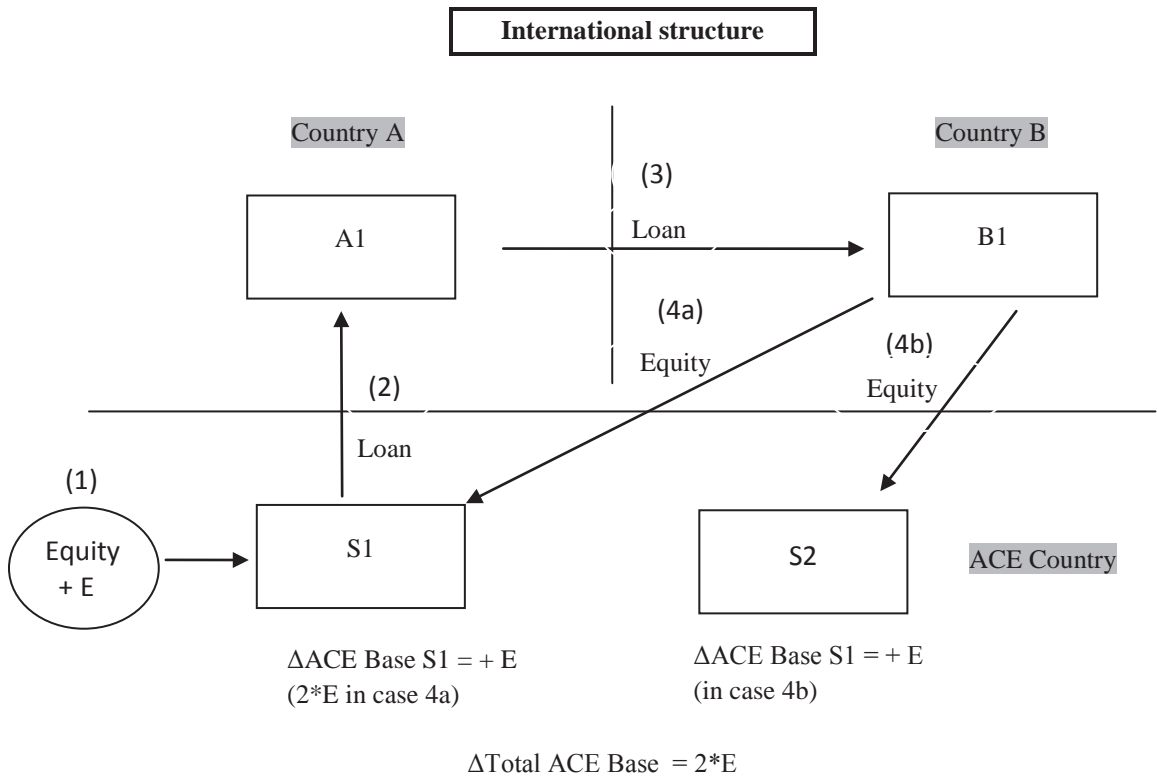 International structure
Country A
Country B
(3)
A1
Loan
B1
(4a)
(4b)
Equity
(2)
Equity
Loan
(1)
Equity
+ E
S1
S2
ACE Country
ΔACE Base S1 = + E
(2*E in case 4a)
ΔACE Base S1 = + E
(in case 4b)
ΔTotal ACE Base = 2*E